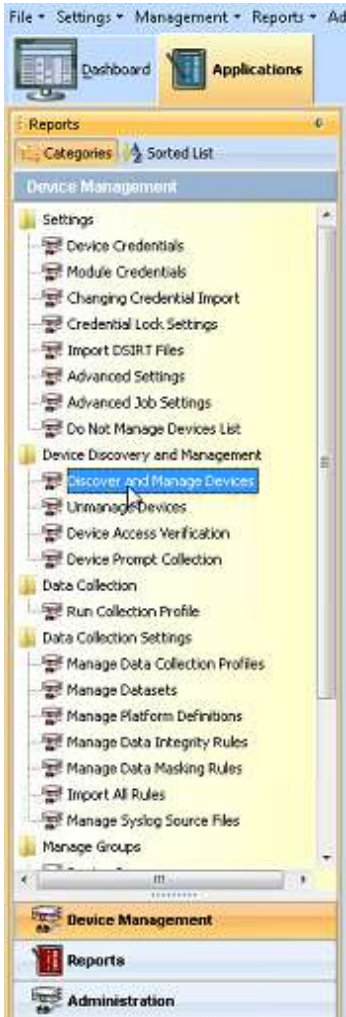 File Settings Management Reports Ad
Dashboard Applications
Reports
Categories Sorted List
Device Management
Settings
Device Credentials
Module Credentials
Changing Credential Import
Credential Lock Settings
Import DSIRT Files
Advanced Settings
Advanced Job Settings
Do Not Manage Devices List
Device Discovery and Management
Discover and Manage Devices
Unmanage Devices
Device Access Verification
Device Prompt Collection
Data Collection
Run Collection Profile
Data Collection Settings
Manage Data Collection Profiles
Manage Datasets
Manage Platform Definitions
Manage Data Integrity Rules
Manage Data Masking Rules
Import All Rules
Manage Syslog Source Files
Manage Groups
Device Management
Reports
Administration